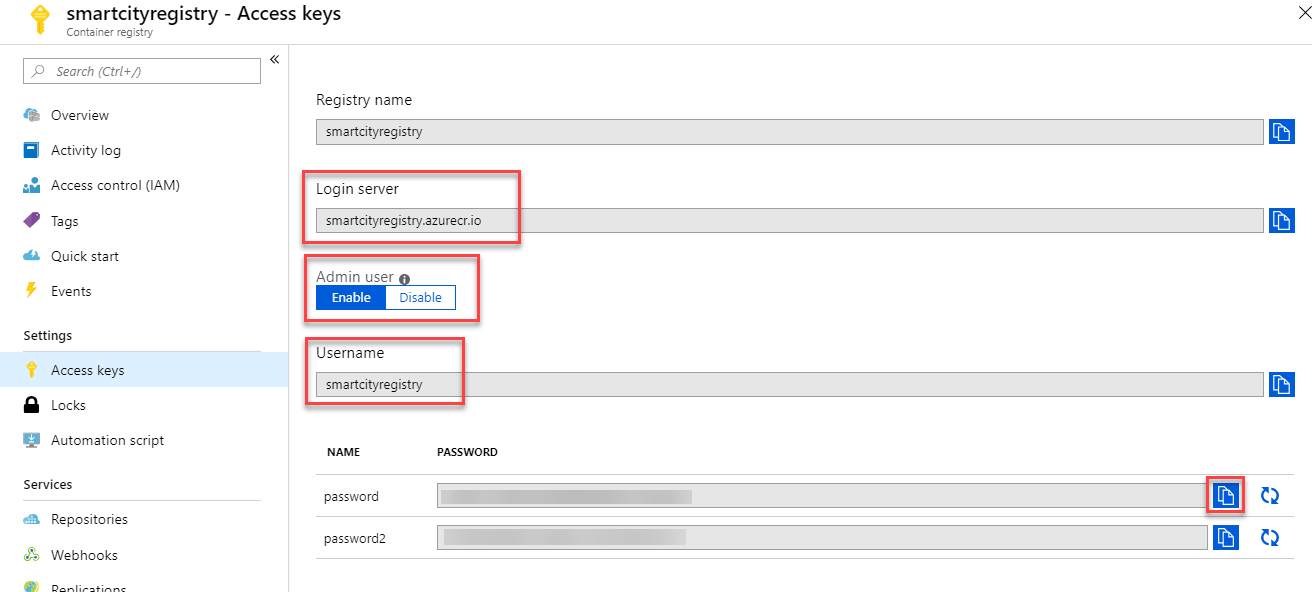 smartcityregistry - Access keys
Container registry
Search (Ctrl+/)
Overview
Activity log
Access control (IAM)
Tags
Quick start
Events
Settings
Access keys
Locks
Automation script
Services
Repositories
Webhooks
Replications
Registry name
smartcityregistry
Login server
smartcityregistry.azurecr.io
Admin user
Enable Disable
Username
smartcityregistry
NAME PASSWORD
password
password2